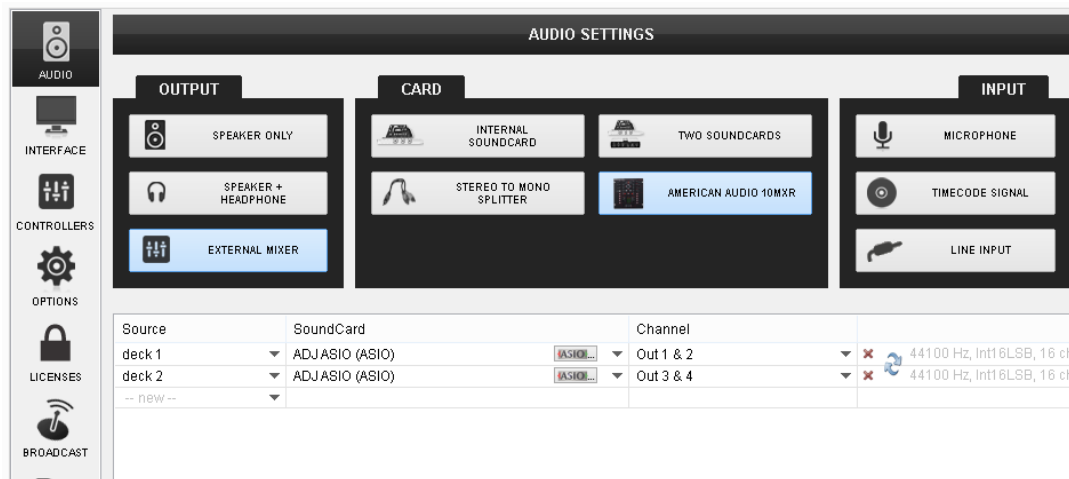 AUDIO SETTINGS
AUDIO
INTERFACE
CONTROLLERS
OPTIONS
LICENSES
BROADCAST
OUTPUT
SPEAKER ONLY
SPEAKER +
HEADPHONE
EXTERNAL MIXER
CARD
INTERNAL
SOUNDCARD
TWO SOUNDCARDS
STEREO TO MONO
SPLITTER
AMERICAN AUDIO 10MXR
INPUT
MICROPHONE
TIMECODE SIGNAL
LINE INPUT
Source SoundCard Channel
deck 1 ADJ ASIO (ASIO) ASIO... Out 1 & 2 44100 Hz, Int16LSB, 16 ch
deck 2 ADJ ASIO (ASIO) ASIO... Out 3 & 4 44100 Hz, Int16LSB, 16 ch
-- new --